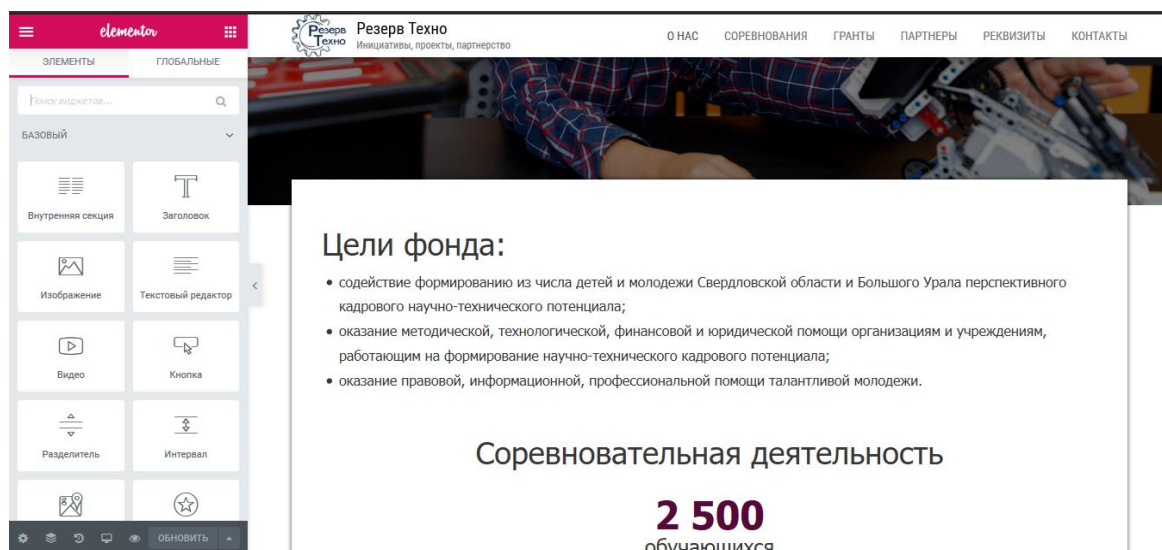 elementor
ЭЛЕМЕНТЫ
ГЛОБАЛЬНЫЕ
Поиск виджетов...
БАЗОВЫЙ
Внутренняя секция
Заголовок
Изображение
Текстовый редактор
Видео
Кнопка
Разделитель
Интервал
ОБНОВИТЬ
Резерв
Техно
Резерв Техно
Инициативы, проекты, партнерство
О НАС
СОРЕВНОВАНИЯ
ГРАНТЫ
ПАРТНЕРЫ
РЕКВИЗИТЫ
КОНТАКТЫ
Цели фонда:
• содействие формированию из числа детей и молодежи Свердловской области и Большого Урала перспективного
кадрового научно-технического потенциала;
• оказание методической, технологической, финансовой и юридической помощи организациям и учреждениям,
работающим на формирование научно-технического кадрового потенциала;
• оказание правовой, информационной, профессиональной помощи талантливой молодежи.
Соревновательная деятельность
2 500
обучающихся